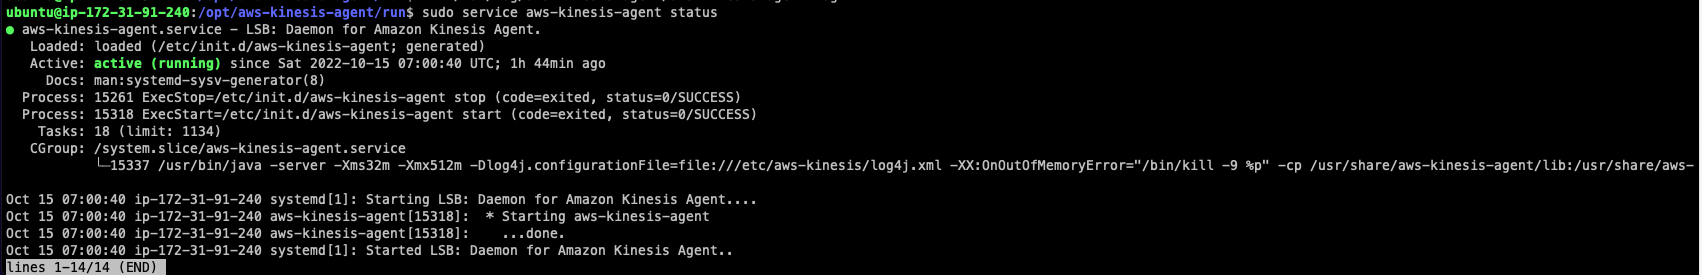 ubuntu@ip-172-31-91-240:/opt/aws-kinesis-agent/run$ sudo service aws-kinesis-agent status
● aws-kinesis-agent.service - LSB: Daemon for Amazon Kinesis Agent.
   Loaded: loaded (/etc/init.d/aws-kinesis-agent; generated)
   Active: active (running) since Sat 2022-10-15 07:00:40 UTC; 1h 44min ago
     Docs: man:systemd-sysv-generator(8)
  Process: 15261 ExecStop=/etc/init.d/aws-kinesis-agent stop (code=exited, status=0/SUCCESS)
  Process: 15318 ExecStart=/etc/init.d/aws-kinesis-agent start (code=exited, status=0/SUCCESS)
    Tasks: 18 (limit: 1134)
   CGroup: /system.slice/aws-kinesis-agent.service
           └─15337 /usr/bin/java -server -Xms32m -Xmx512m -Dlog4j.configurationFile=file:///etc/aws-kinesis/log4j.xml -XX:OnOutOfMemoryError="/bin/kill -9 %p" -cp /usr/share/aws-kinesis-agent/lib:/usr/share/aws-
Oct 15 07:00:40 ip-172-31-91-240 systemd[1]: Starting LSB: Daemon for Amazon Kinesis Agent....
Oct 15 07:00:40 ip-172-31-91-240 aws-kinesis-agent[15318]:  * Starting aws-kinesis-agent
Oct 15 07:00:40 ip-172-31-91-240 aws-kinesis-agent[15318]:    ...done.
Oct 15 07:00:40 ip-172-31-91-240 systemd[1]: Started LSB: Daemon for Amazon Kinesis Agent..
lines 1-14/14 (END)